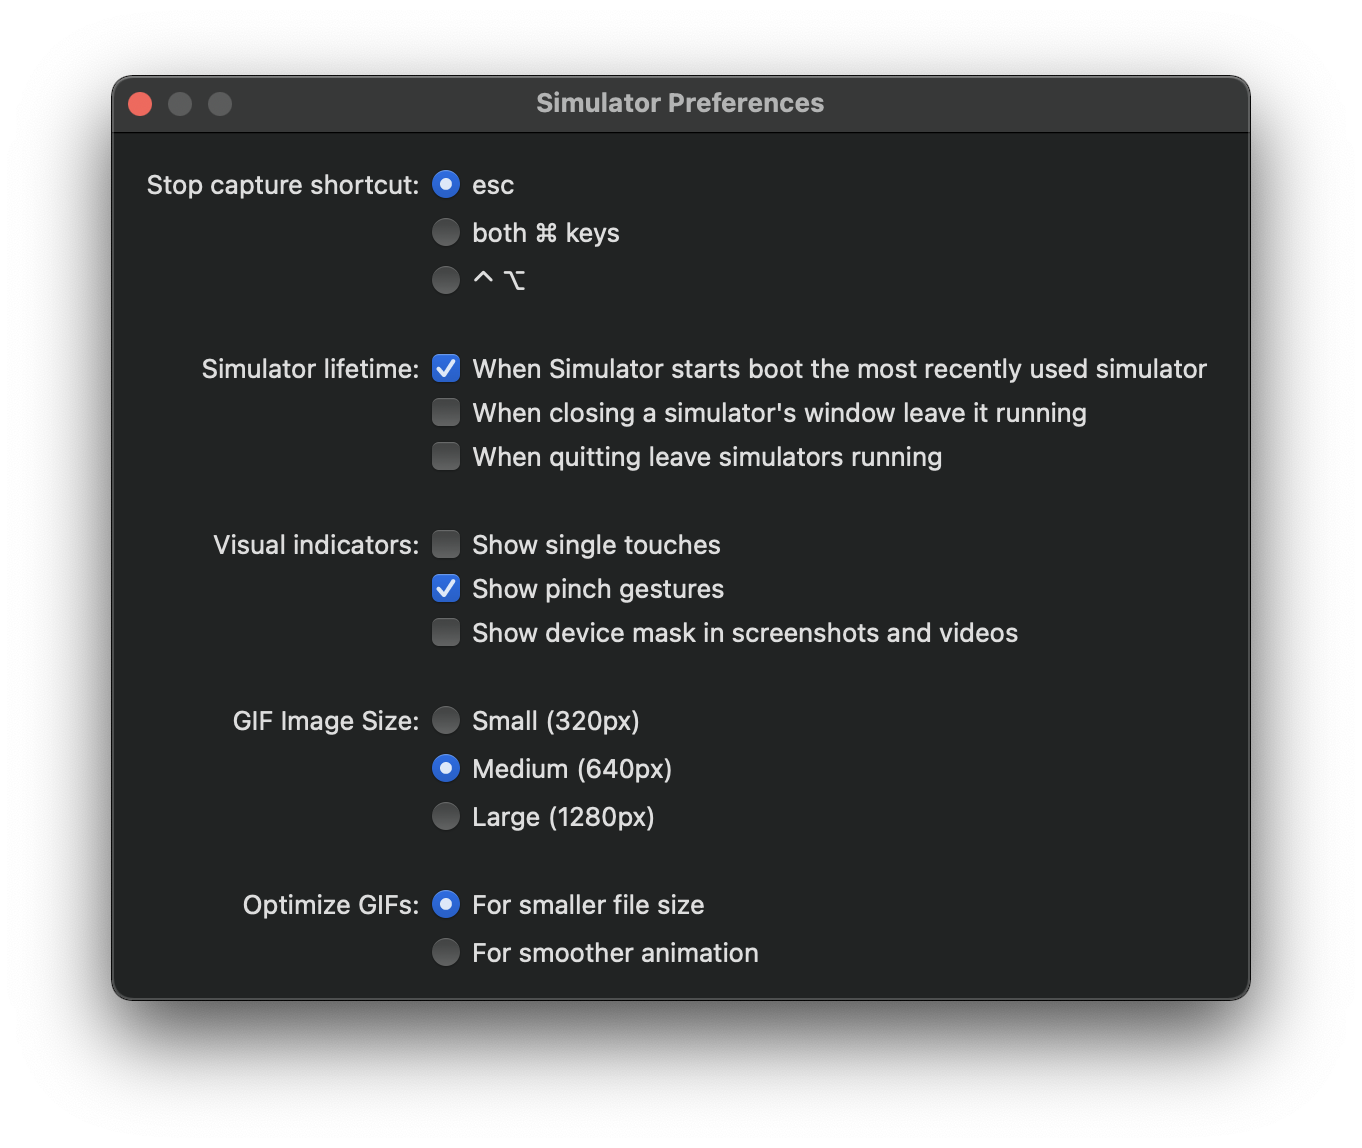 Simulator Preferences
Stop capture shortcut: esc
both ⌘ keys
⌃ ⌥
Simulator lifetime: When Simulator starts boot the most recently used simulator
When closing a simulator's window leave it running
When quitting leave simulators running
Visual indicators: Show single touches
Show pinch gestures
Show device mask in screenshots and videos
GIF Image Size: Small (320px)
Medium (640px)
Large (1280px)
Optimize GIFs: For smaller file size
For smoother animation